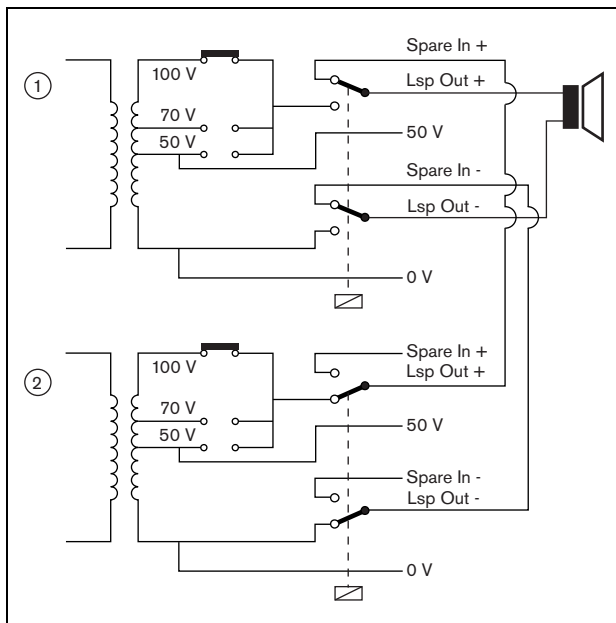 1
100 V
70 V
50 V
Spare In +
Lsp Out +
50 V
Spare In -
Lsp Out -
0 V
2
100 V
70 V
50 V
Spare In +
Lsp Out +
50 V
Spare In -
Lsp Out -
0 V